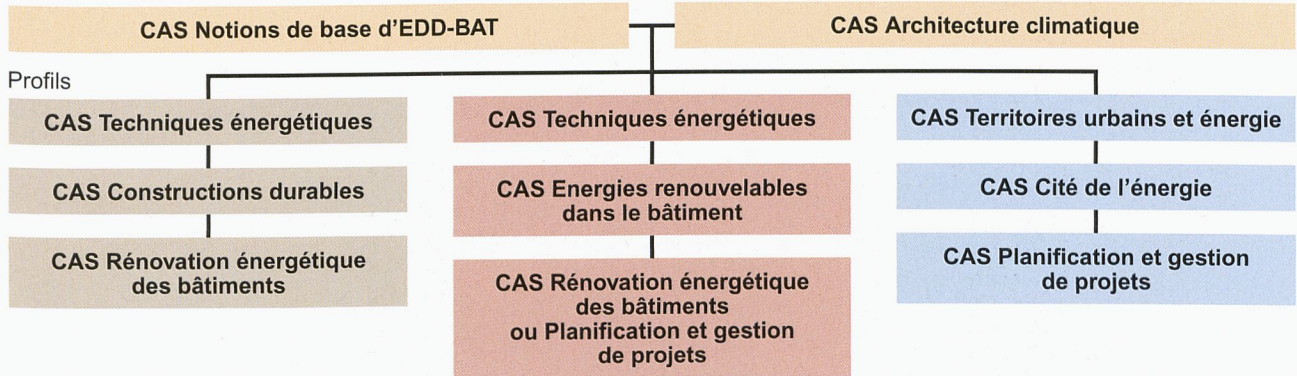 CAS Notions de base d'EDD-BAT
CAS Architecture climatique
Profils
CAS Techniques énergétiques
CAS Constructions durables
CAS Rénovation énergétique
des bâtiments
CAS Techniques énergétiques
CAS Energies renouvelables
dans le bâtiment
CAS Rénovation énergétique
des bâtiments
ou Planification et gestion
de projets
CAS Territoires urbains et énergie
CAS Cité de l'énergie
CAS Planification et gestion
de projets